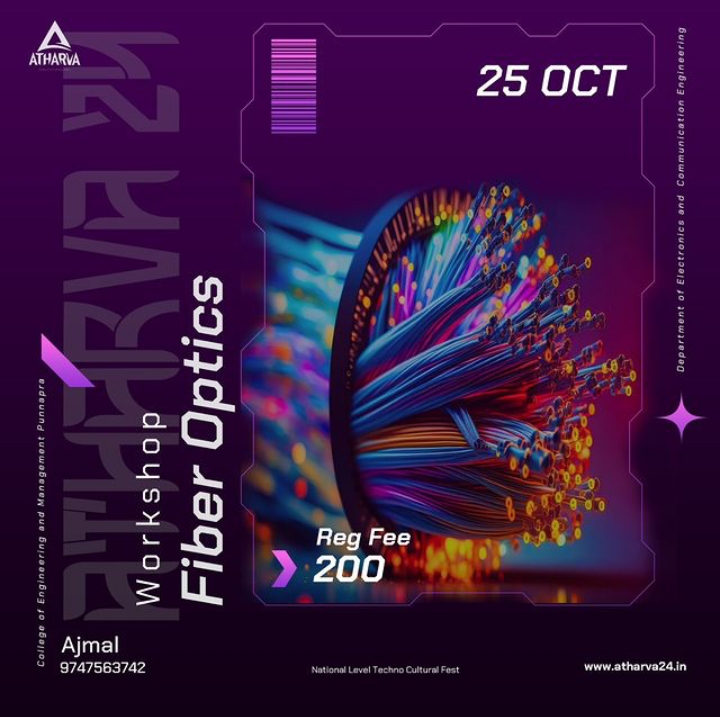 ATHARVA
25 OCT
Department of Electronics and Communication Engineering
ATHARVA 24
College of Engineering and Management Punnapra
Workshop
Fiber Optics
Reg Fee
200
Ajmal
9747563742
National Level Techno Cultural Fest
www.atharva24.in